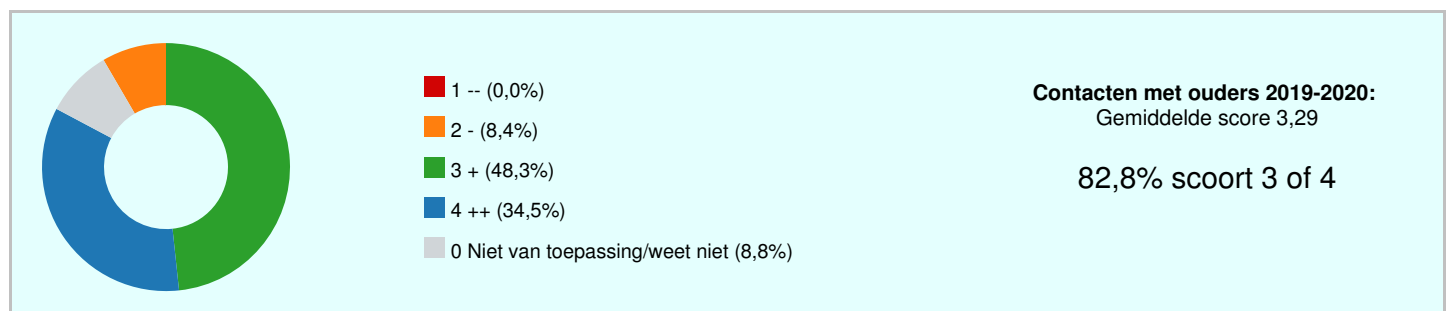 1 -- (0,0%)
2 - (8,4%)
3 + (48,3%)
4 ++ (34,5%)
0 Niet van toepassing/weet niet (8,8%)
Contacten met ouders 2019-2020:
Gemiddelde score 3,29
82,8% scoort 3 of 4